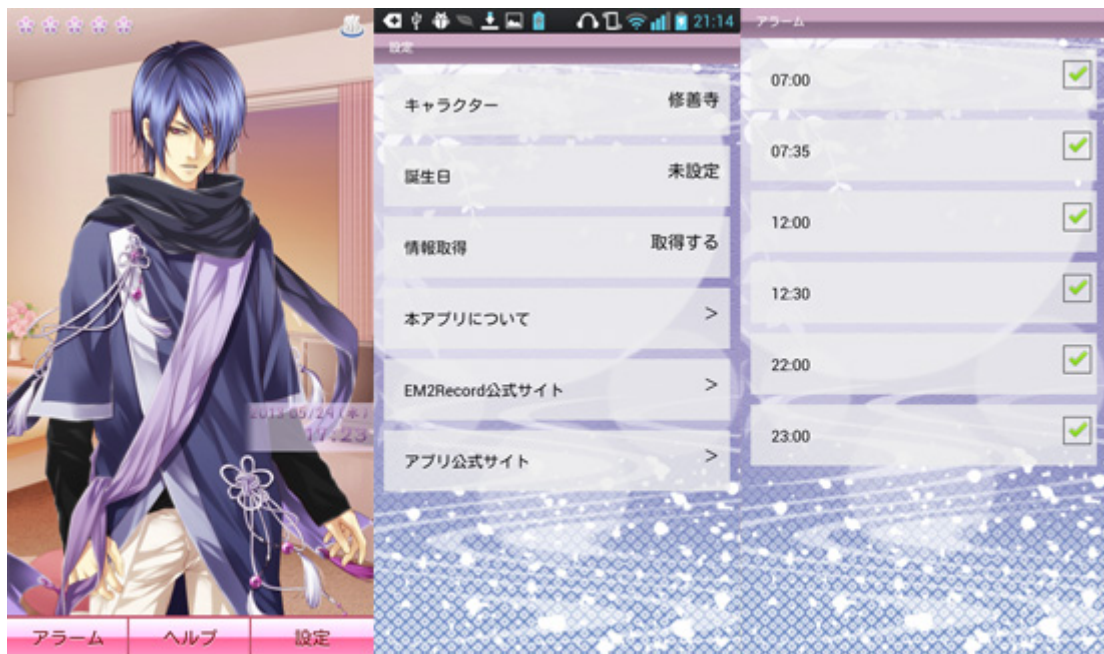 2013 05/24 (水)
17:23
アラーム
ヘルプ
設定
21:14
設定
キャラクター
修善寺
誕生日
未設定
情報取得
取得する
本アプリについて
>
EM2Record公式サイト
>
アプリ公式サイト
>
アラーム
07:00
07:35
12:00
12:30
22:00
23:00